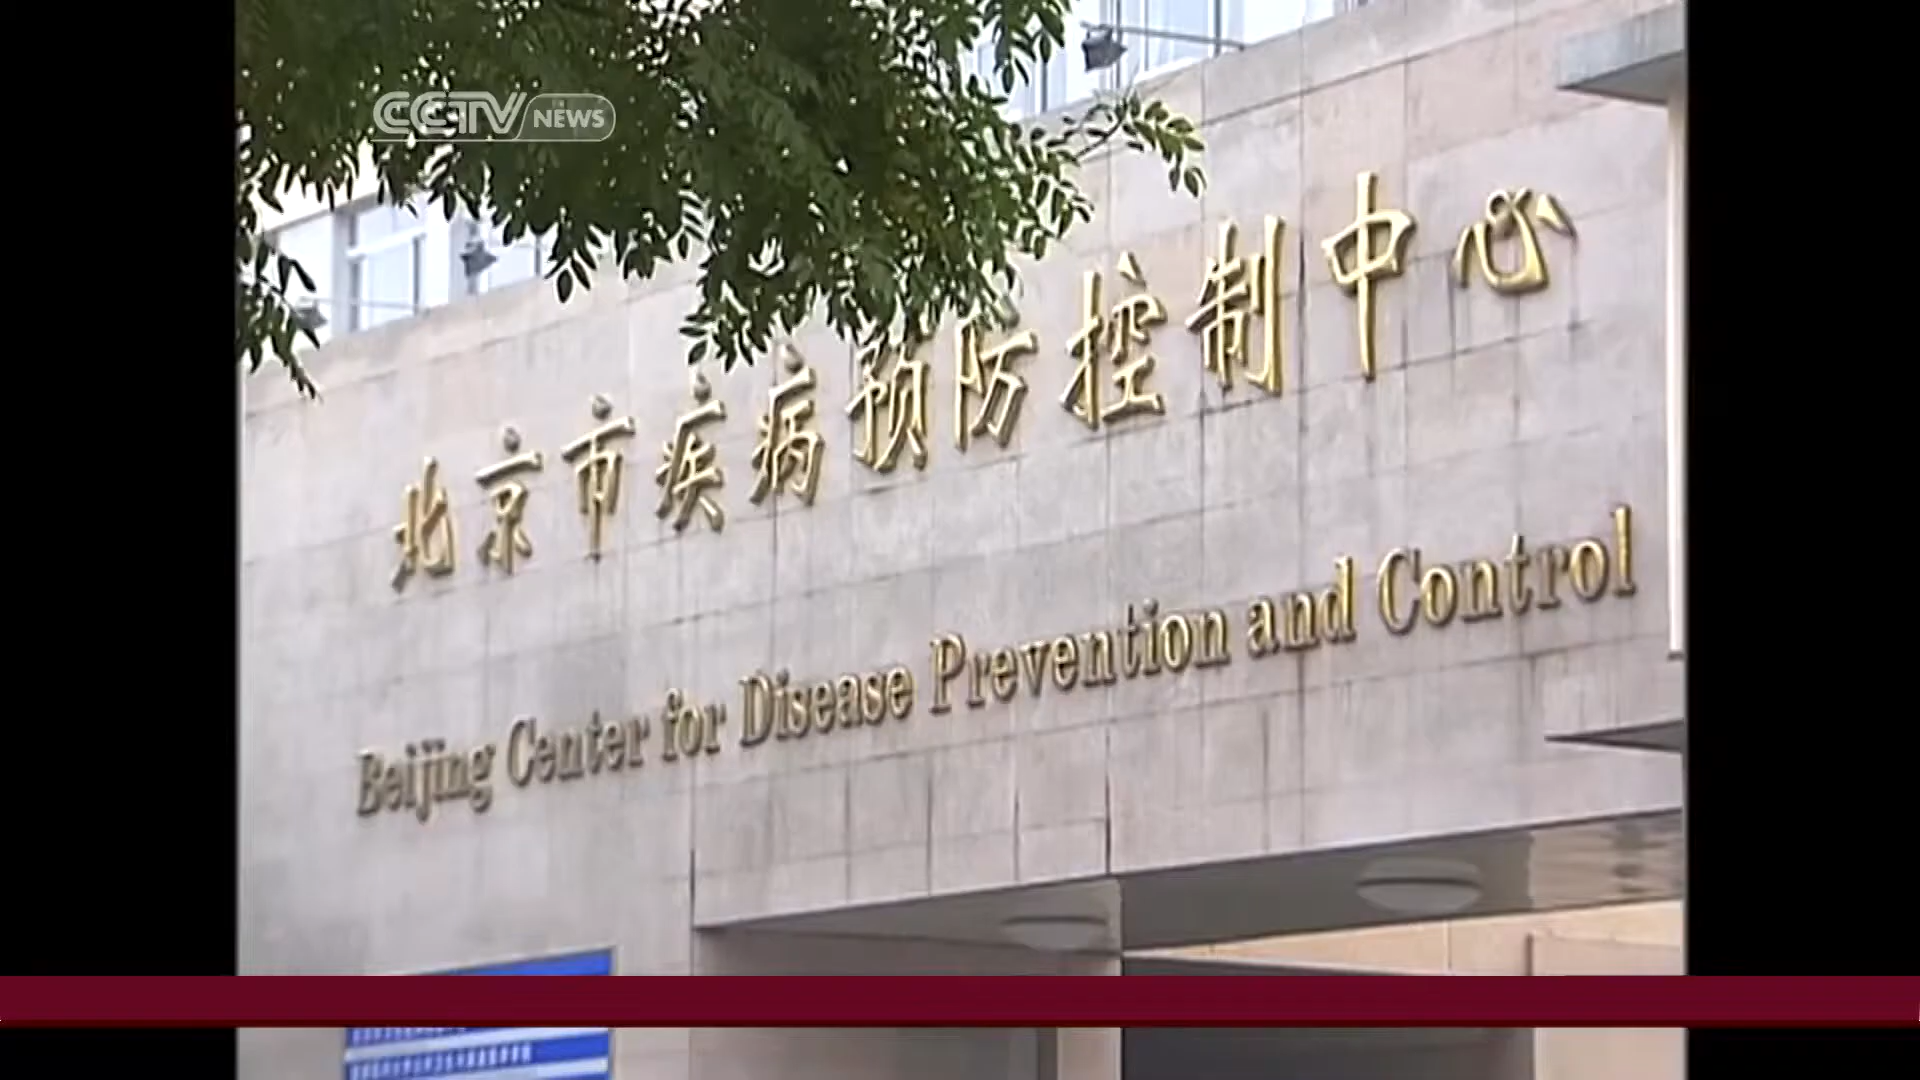 CCTV NEWS
北京市疾病预防控制中心
Beijing Center for Disease Prevention and Control